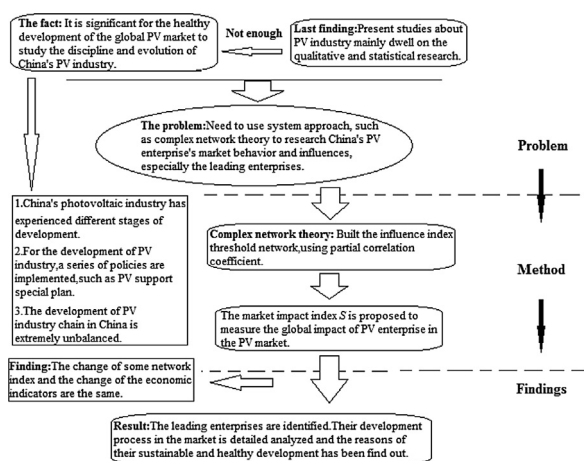 The fact: It is significant for the healthy
development of the global PV market to
study the discipline and evolution of
China's PV industry.
Not enough
Last finding:Present studies about
PV industry mainly dwell on the
qualitative and statistical research.
The problem:Need to use system approach, such
as complex network theory to research China's PV
enterprise's market behavior and influences,
especially the leading enterprises.
Problem
1.China's photovoltaic industry has
experienced different stages of
development.
2.For the development of PV
industry,a series of policies are
implemented,such as PV support
special plan.
3.The development of PV
industry chain in China is
extremely unbalanced.
Complex network theory: Built the influence index
threshold network,using partial correlation
coefficient.
Method
The market impact index S is proposed to
measure the global impact of PV enterprise in
the PV market.
Finding:The change of some network
index and the change of the economic
indicators are the same.
Findings
Result:The leading enterprises are identified.Their development
process in the market is detailed analyzed and the reasons of
their sustainable and healthy development has been find out.